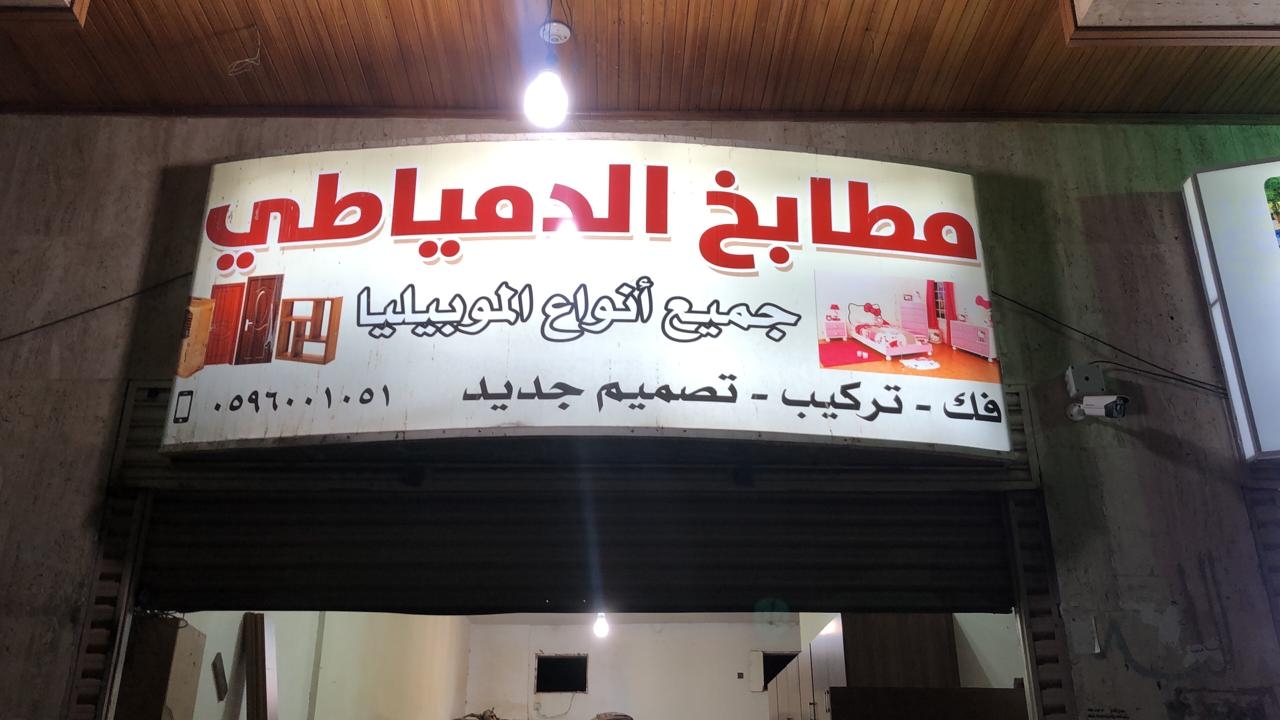 مطابخ الدمياطي
جميع أنواع الموبيليا
فك - تركيب - تصميم جديد
٠٥٩٦٠٠١٠٥١